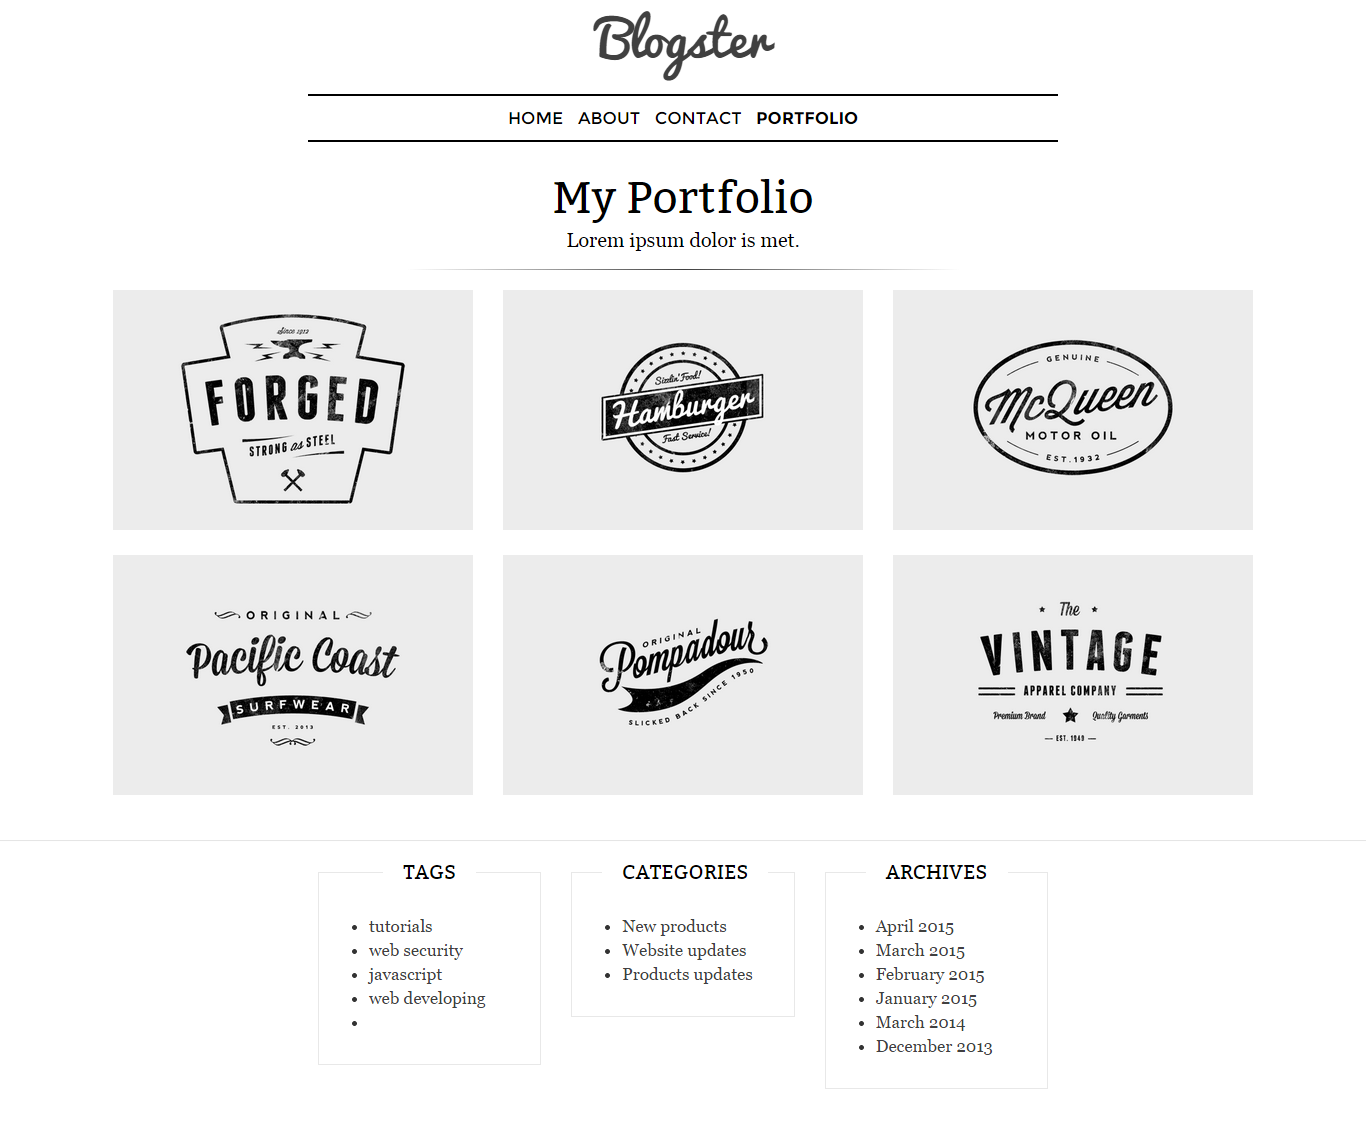 Blogster
HOME ABOUT CONTACT PORTFOLIO
My Portfolio
Lorem ipsum dolor is met.
Since 1913
FORGED
STRONG as STEEL
Sizzlin' Food!
Hamburger
Fast Service!
GENUINE
McQueen
MOTOR OIL
EST.1932
ORIGINAL
Pacific Coast
SURFWEAR
EST. 2013
ORIGINAL
Pompadour
SLICKED BACK SINCE 1950
The
VINTAGE
APPAREL COMPANY
Premium Brand Quality Garments
EST. 1949
TAGS
tutorials
web security
javascript
web developing
CATEGORIES
New products
Website updates
Products updates
ARCHIVES
April 2015
March 2015
February 2015
January 2015
March 2014
December 2013